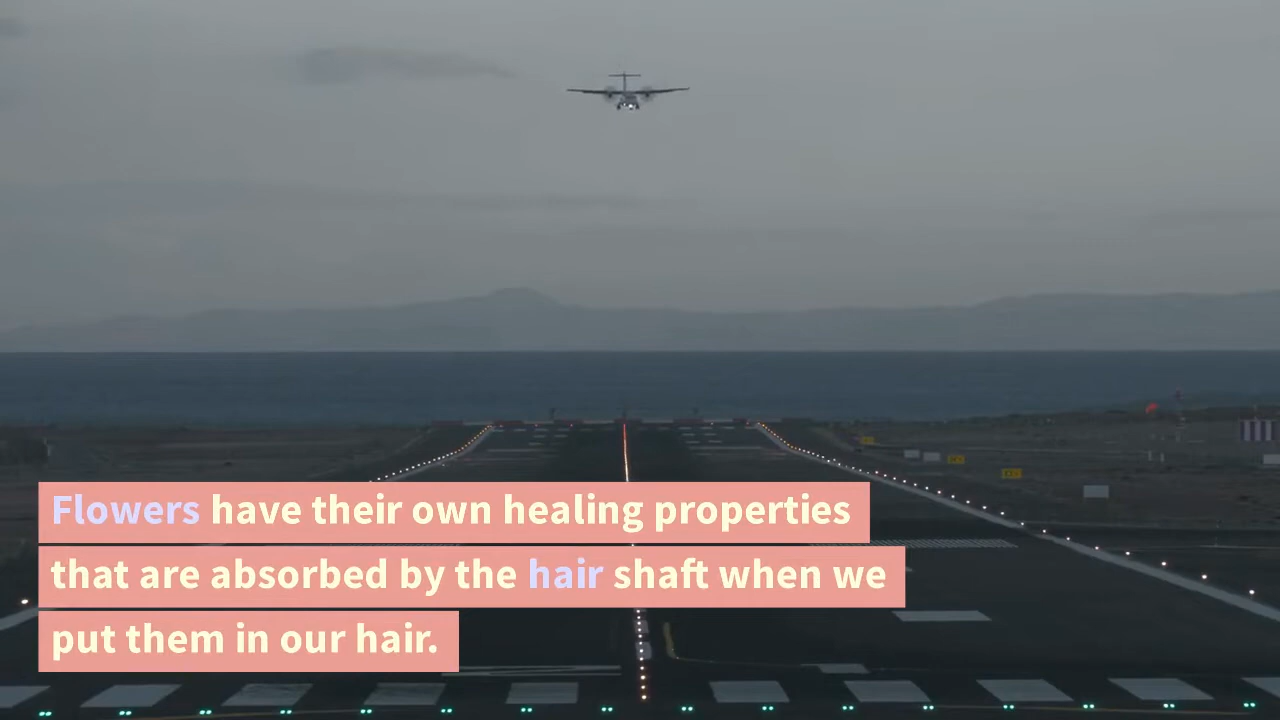 Flowers have their own healing properties
that are absorbed by the hair shaft when we
put them in our hair.